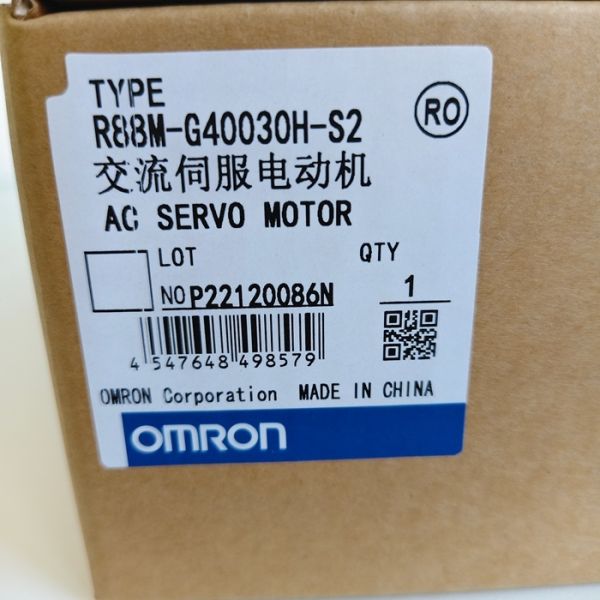 TYPE
R88M-G40030H-S2
RO
交流伺服电动机
AC SERVO MOTOR
LOT
NO P22120086N
QTY
1
4 547648 498579
OMRON Corporation MADE IN CHINA
OMRON